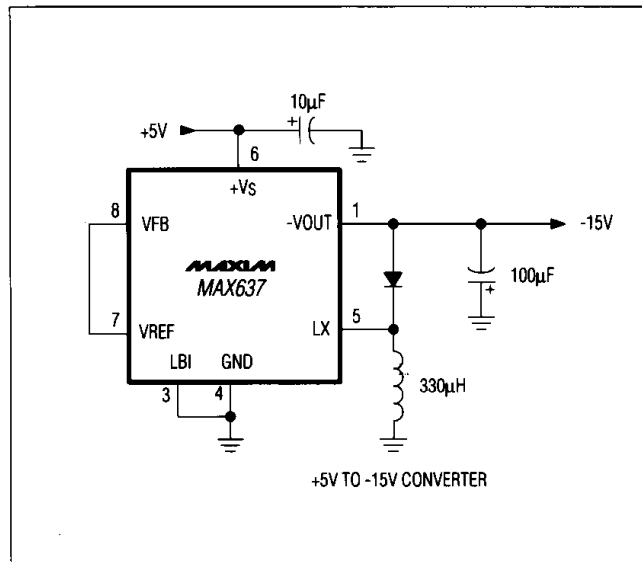 10µF
+5V
6
+VS
8 VFB
-VOUT 1
-15V
MAXIM
MAX637
100µF
7 VREF
LX 5
LBI GND
3 4
330µH
+5V TO -15V CONVERTER